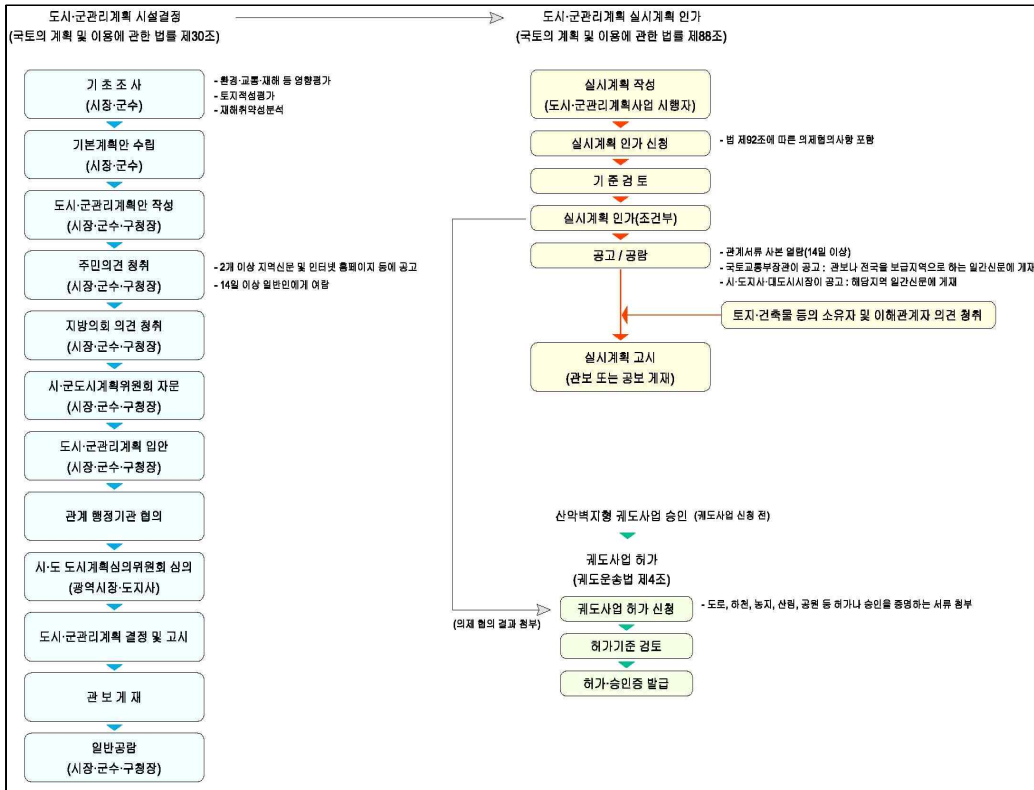 도시·군관리계획 시설결정
(국토의 계획 및 이용에 관한 법률 제30조)
기 초 조 사
(시장·군수)
- 환경·교통·재해 등 영향평가
- 토지적성평가
- 재해취약성분석
기본계획안 수립
(시장·군수)
도시·군관리계획안 작성
(시장·군수·구청장)
주민의견 청취
(시장·군수·구청장)
- 2개 이상 지역신문 및 인터넷 홈페이지 등에 공고
- 14일 이상 일반인에게 여람
지방의회 의견 청취
(시장·군수·구청장)
시·군도시계획위원회 자문
(시장·군수·구청장)
도시·군관리계획 입안
(시장·군수·구청장)
관계 행정기관 협의
시·도 도시계획심의위원회 심의
(광역시장·도지사)
도시·군관리계획 결정 및 고시
관 보 게 재
일반공람
(시장·군수·구청장)
도시·군관리계획 실시계획 인가
(국토의 계획 및 이용에 관한 법률 제88조)
실시계획 작성
(도시·군관리계획사업 시행자)
실시계획 인가 신청
- 법 제92조에 따른 의제협의사항 포함
기 준 검 토
실시계획 인가(조건부)
공고 / 공람
- 관계서류 사본 열람(14일 이상)
- 국토교통부장관이 공고 : 관보나 전국을 보급지역으로 하는 일간신문에 게재
- 시·도지사·대도시시장이 공고 : 해당지역 일간신문에 게재
토지·건축물 등의 소유자 및 이해관계자 의견 청취
실시계획 고시
(관보 또는 공보 게재)
산악벽지형 궤도사업 승인 (궤도사업 신청 전)
궤도사업 허가
(궤도운송법 제4조)
(의제 협의 결과 첨부)
궤도사업 허가 신청
- 도로, 하천, 농지, 산림, 공원 등 허가나 승인을 증명하는 서류 첨부
허가기준 검토
허가·승인증 발급